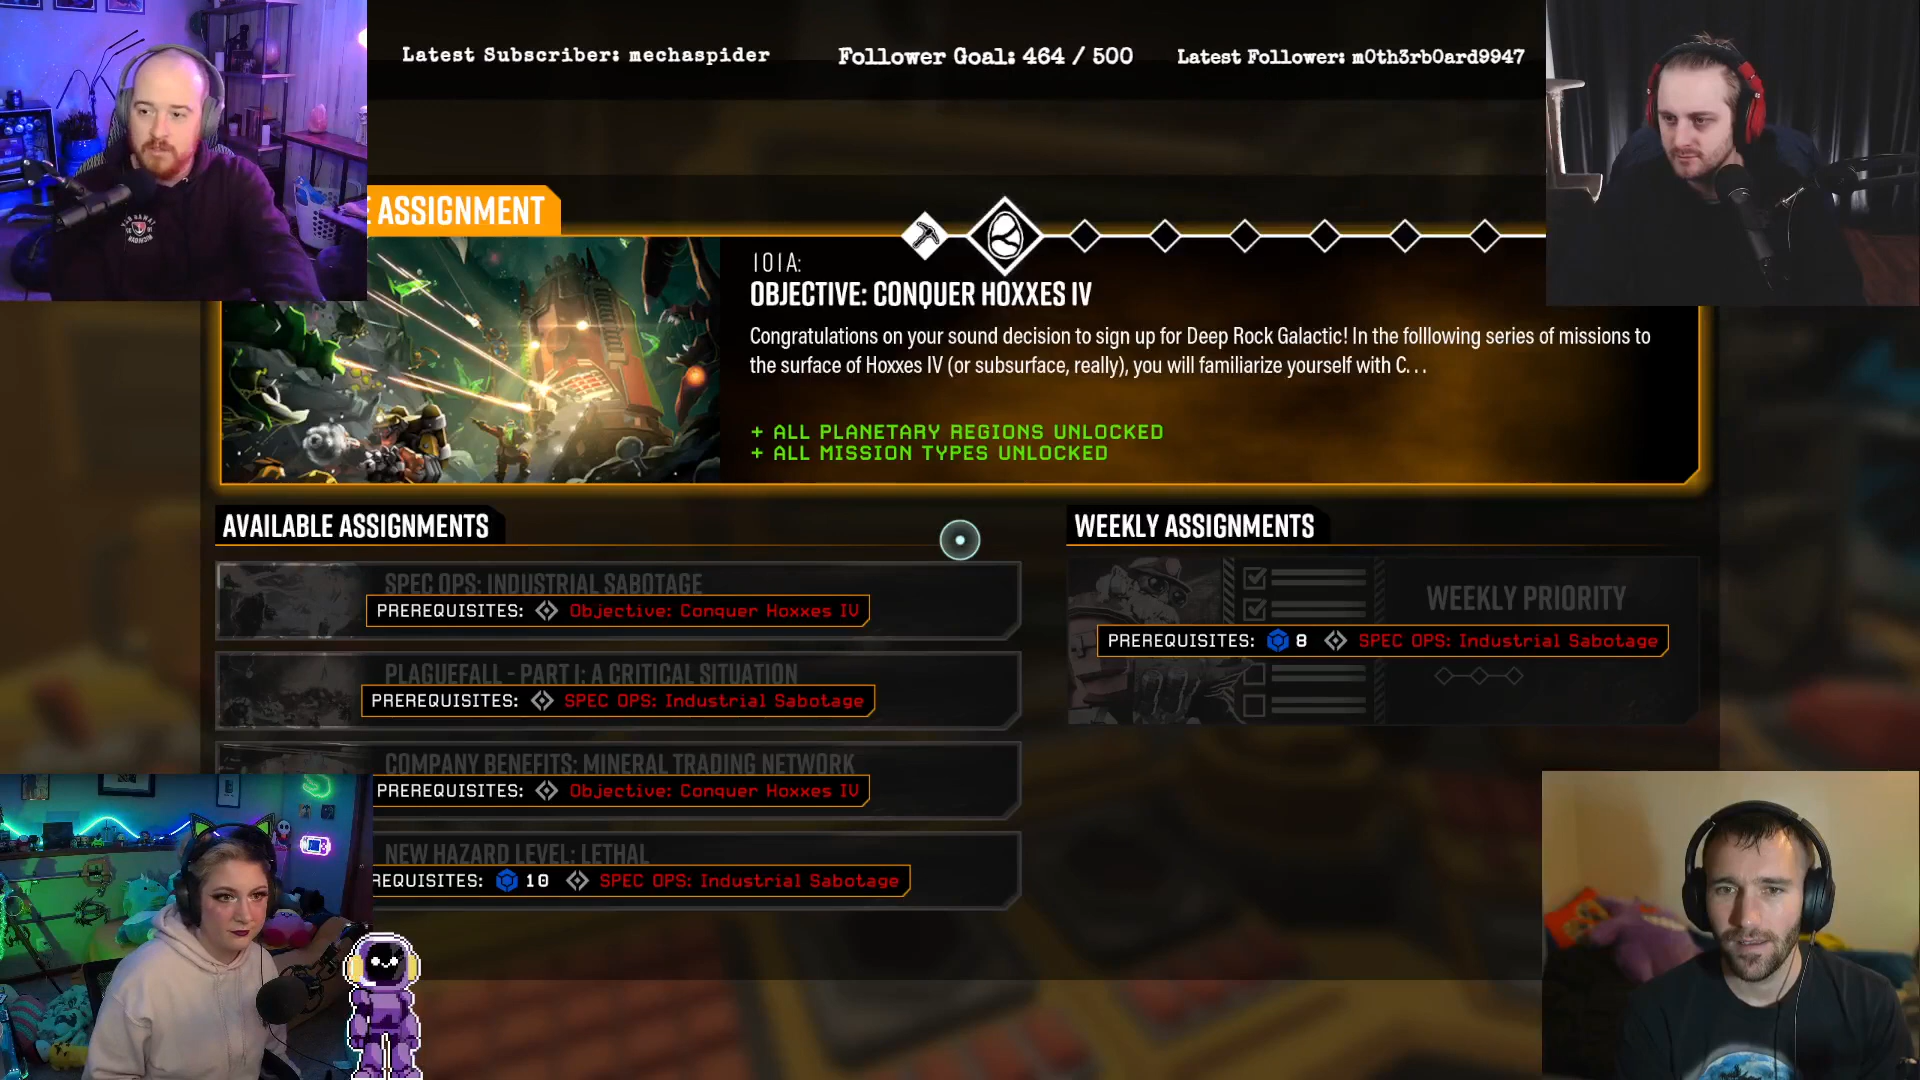 Latest Subscriber: mechaspider
Follower Goal: 464 / 500
Latest Follower: m0th3rb0ard9947
ASSIGNMENT
101A:
OBJECTIVE: CONQUER HOXXES IV
Congratulations on your sound decision to sign up for Deep Rock Galactic! In the folllowing series of missions to
the surface of Hoxxes IV (or subsurface, really), you will familiarize yourself with C...
+ ALL PLANETARY REGIONS UNLOCKED
+ ALL MISSION TYPES UNLOCKED
AVAILABLE ASSIGNMENTS
SPEC OPS: INDUSTRIAL SABOTAGE
PREREQUISITES: Objective: Conquer Hoxxes IV
PLAGUEFALL - PART I: A CRITICAL SITUATION
PREREQUISITES: SPEC OPS: Industrial Sabotage
COMPANY BENEFITS: MINERAL TRADING NETWORK
PREREQUISITES: Objective: Conquer Hoxxes IV
NEW HAZARD LEVEL: LETHAL
REQUISITES: 10 SPEC OPS: Industrial Sabotage
WEEKLY ASSIGNMENTS
WEEKLY PRIORITY
PREREQUISITES: 8 SPEC OPS: Industrial Sabotage